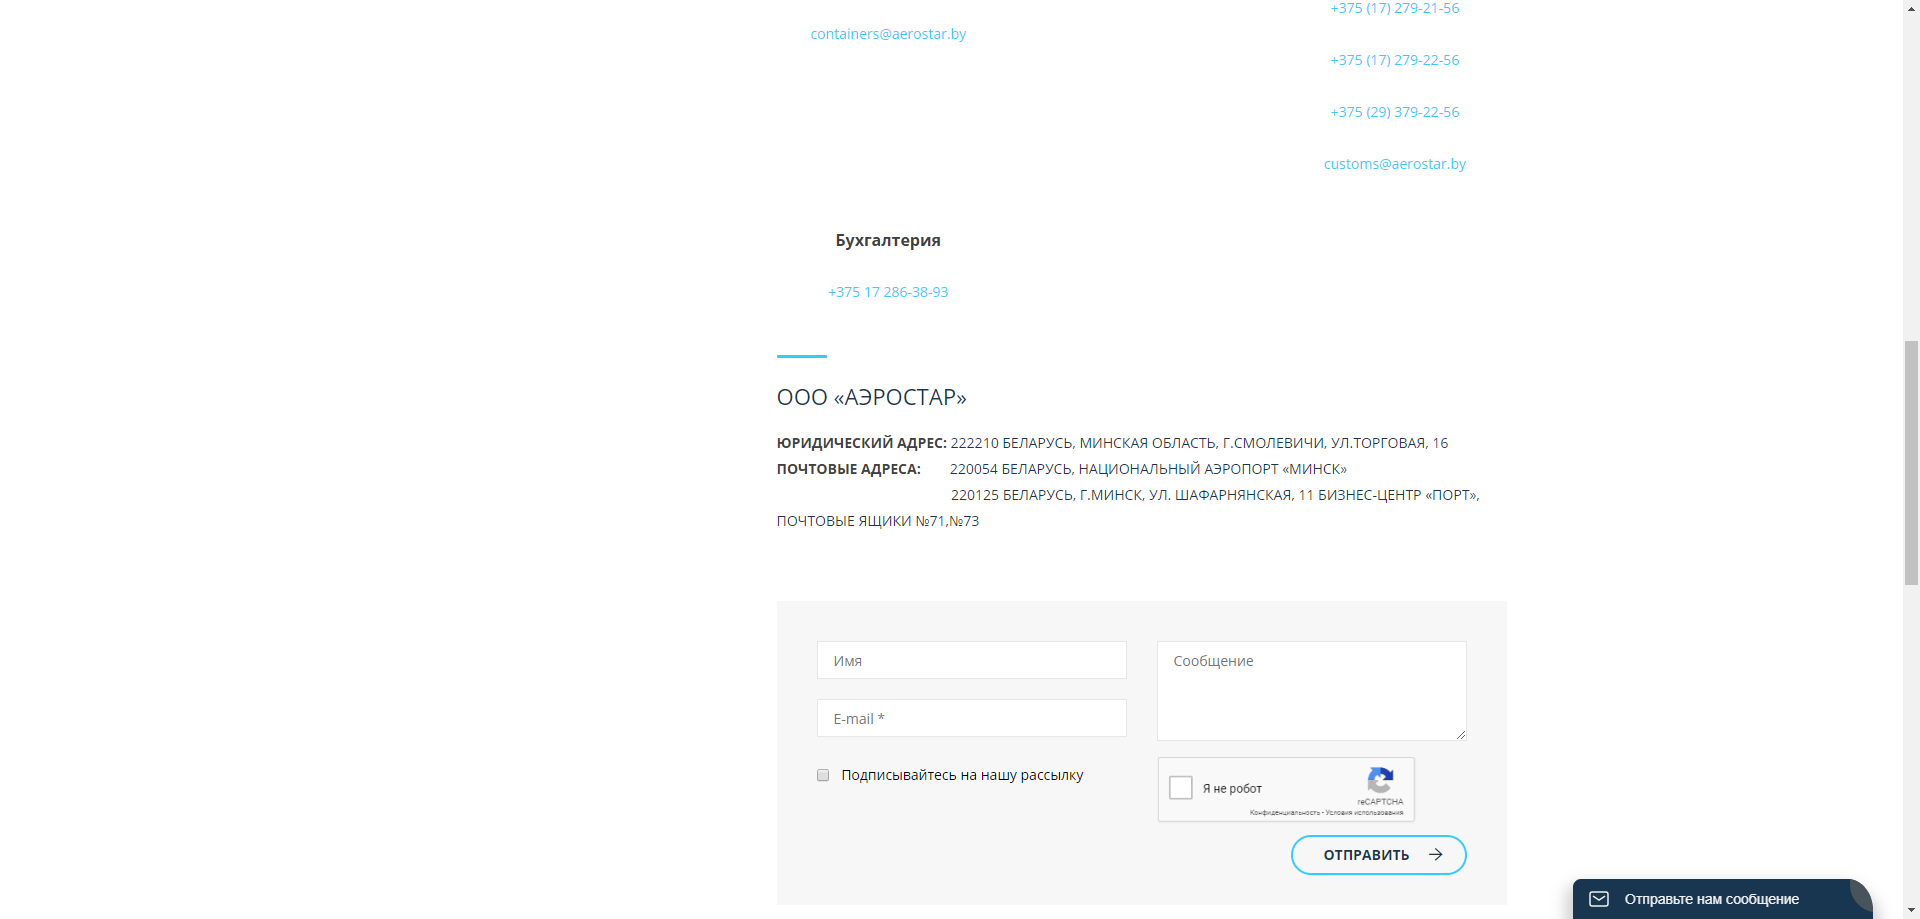 +375 (17) 279-21-56
containers@aerostar.by
+375 (17) 279-22-56
+375 (29) 379-22-56
customs@aerostar.by
Бухгалтерия
+375 17 286-38-93
ООО «АЭРОСТАР»
ЮРИДИЧЕСКИЙ АДРЕС: 222210 БЕЛАРУСЬ, МИНСКАЯ ОБЛАСТЬ, Г.СМОЛЕВИЧИ, УЛ.ТОРГОВАЯ, 16
ПОЧТОВЫЕ АДРЕСА: 220054 БЕЛАРУСЬ, НАЦИОНАЛЬНЫЙ АЭРОПОРТ «МИНСК»
220125 БЕЛАРУСЬ, Г.МИНСК, УЛ. ШАФАРНЯНСКАЯ, 11 БИЗНЕС-ЦЕНТР «ПОРТ»,
ПОЧТОВЫЕ ЯЩИКИ №71,№73
Имя
E-mail *
Подписывайтесь на нашу рассылку
Сообщение
Я не робот
reCAPTCHA
Конфиденциальность - Условия использования
ОТПРАВИТЬ
Отправьте нам сообщение